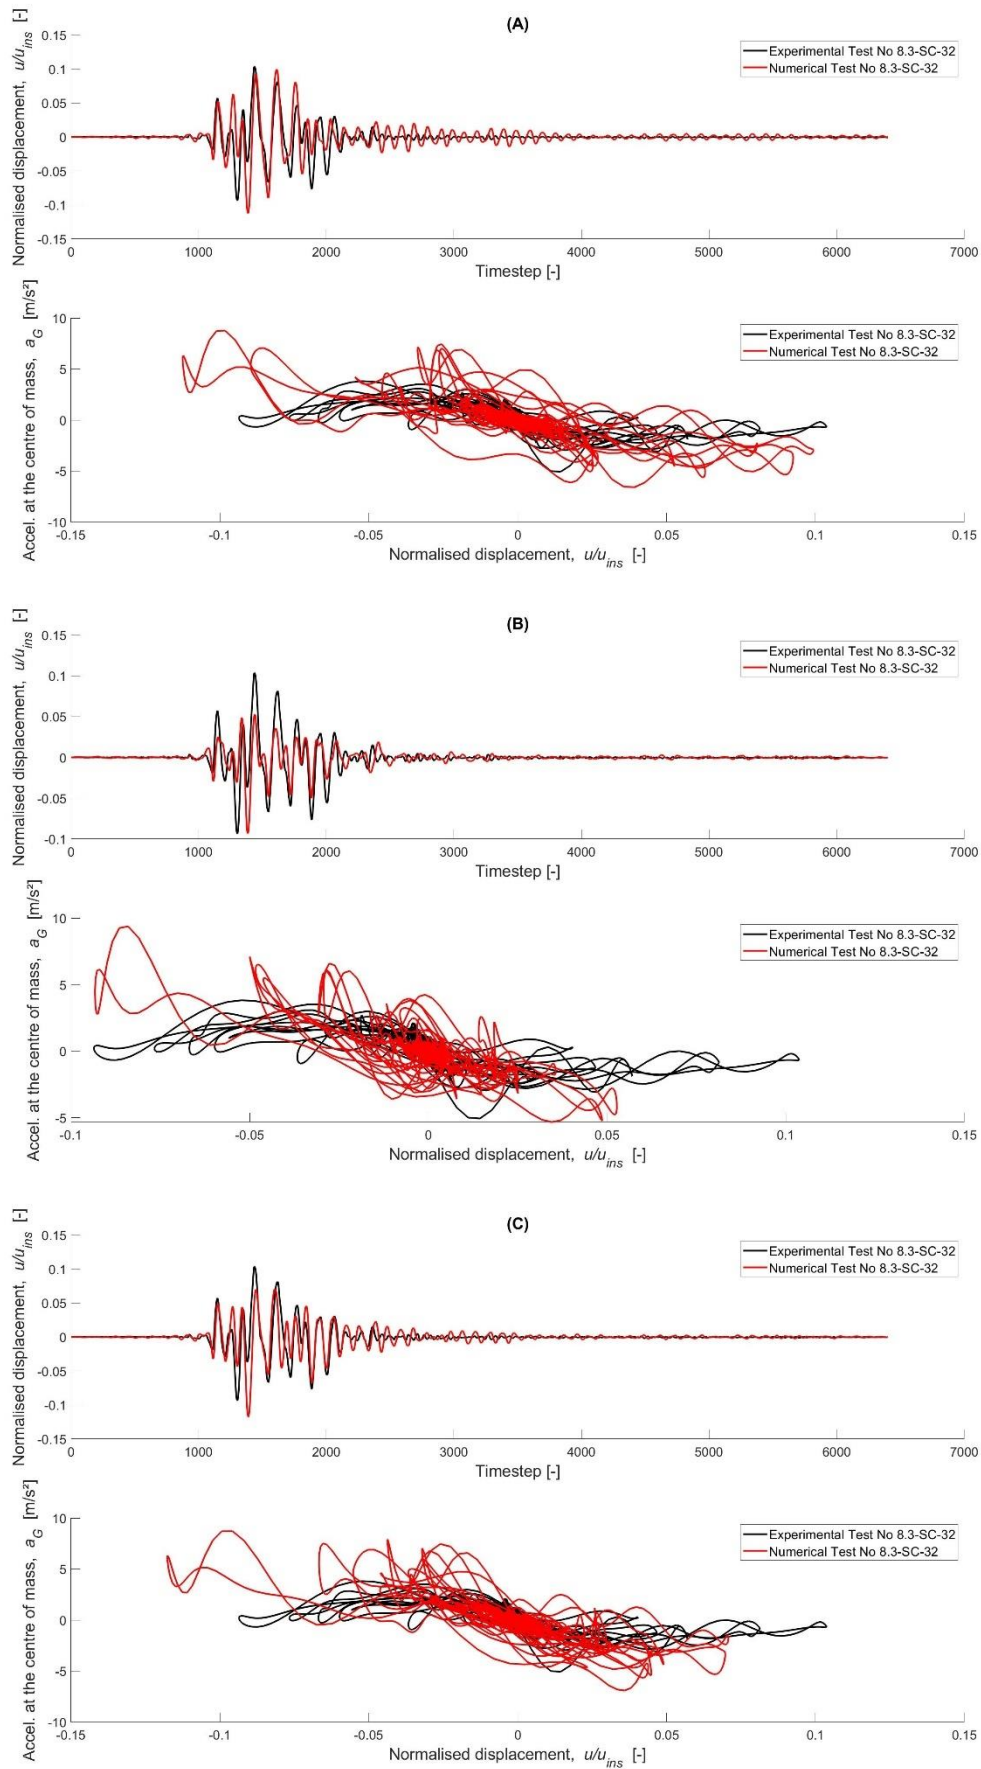 (A)
Normalised displacement, u/u_ins [-]
0.15
0.1
0.05
0
-0.05
-0.1
-0.15
Experimental Test No 8.3-SC-32
Numerical Test No 8.3-SC-32
0 1000 2000 3000 4000 5000 6000 7000
Timestep [-]
Accel. at the centre of mass, a_G [m/s²]
10
5
0
-5
-10
Experimental Test No 8.3-SC-32
Numerical Test No 8.3-SC-32
-0.15 -0.1 -0.05 0 0.05 0.1 0.15
Normalised displacement, u/u_ins [-]
(B)
Normalised displacement, u/u_ins [-]
0.15
0.1
0.05
0
-0.05
-0.1
Experimental Test No 8.3-SC-32
Numerical Test No 8.3-SC-32
0 1000 2000 3000 4000 5000 6000 7000
Timestep [-]
Accel. at the centre of mass, a_G [m/s²]
10
5
0
-5
Experimental Test No 8.3-SC-32
Numerical Test No 8.3-SC-32
-0.1 -0.05 0 0.05 0.1 0.15
Normalised displacement, u/u_ins [-]
(C)
Normalised displacement, u/u_ins [-]
0.15
0.1
0.05
0
-0.05
-0.1
-0.15
Experimental Test No 8.3-SC-32
Numerical Test No 8.3-SC-32
0 1000 2000 3000 4000 5000 6000 7000
Timestep [-]
Accel. at the centre of mass, a_G [m/s²]
10
5
0
-5
-10
Experimental Test No 8.3-SC-32
Numerical Test No 8.3-SC-32
-0.15 -0.1 -0.05 0 0.05 0.1 0.15
Normalised displacement, u/u_ins [-]